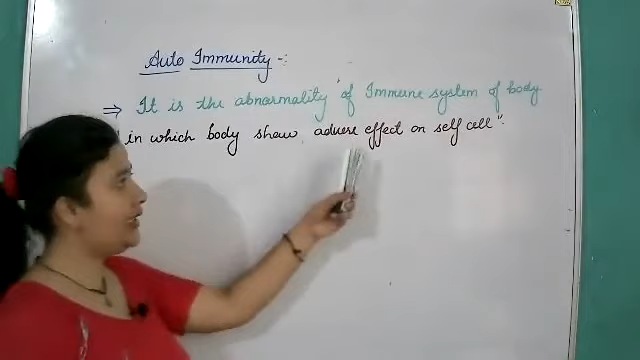 Auto Immunity -:
⇒ It is the abnormality of Immune system of body
in which body show adverse effect on self cell":